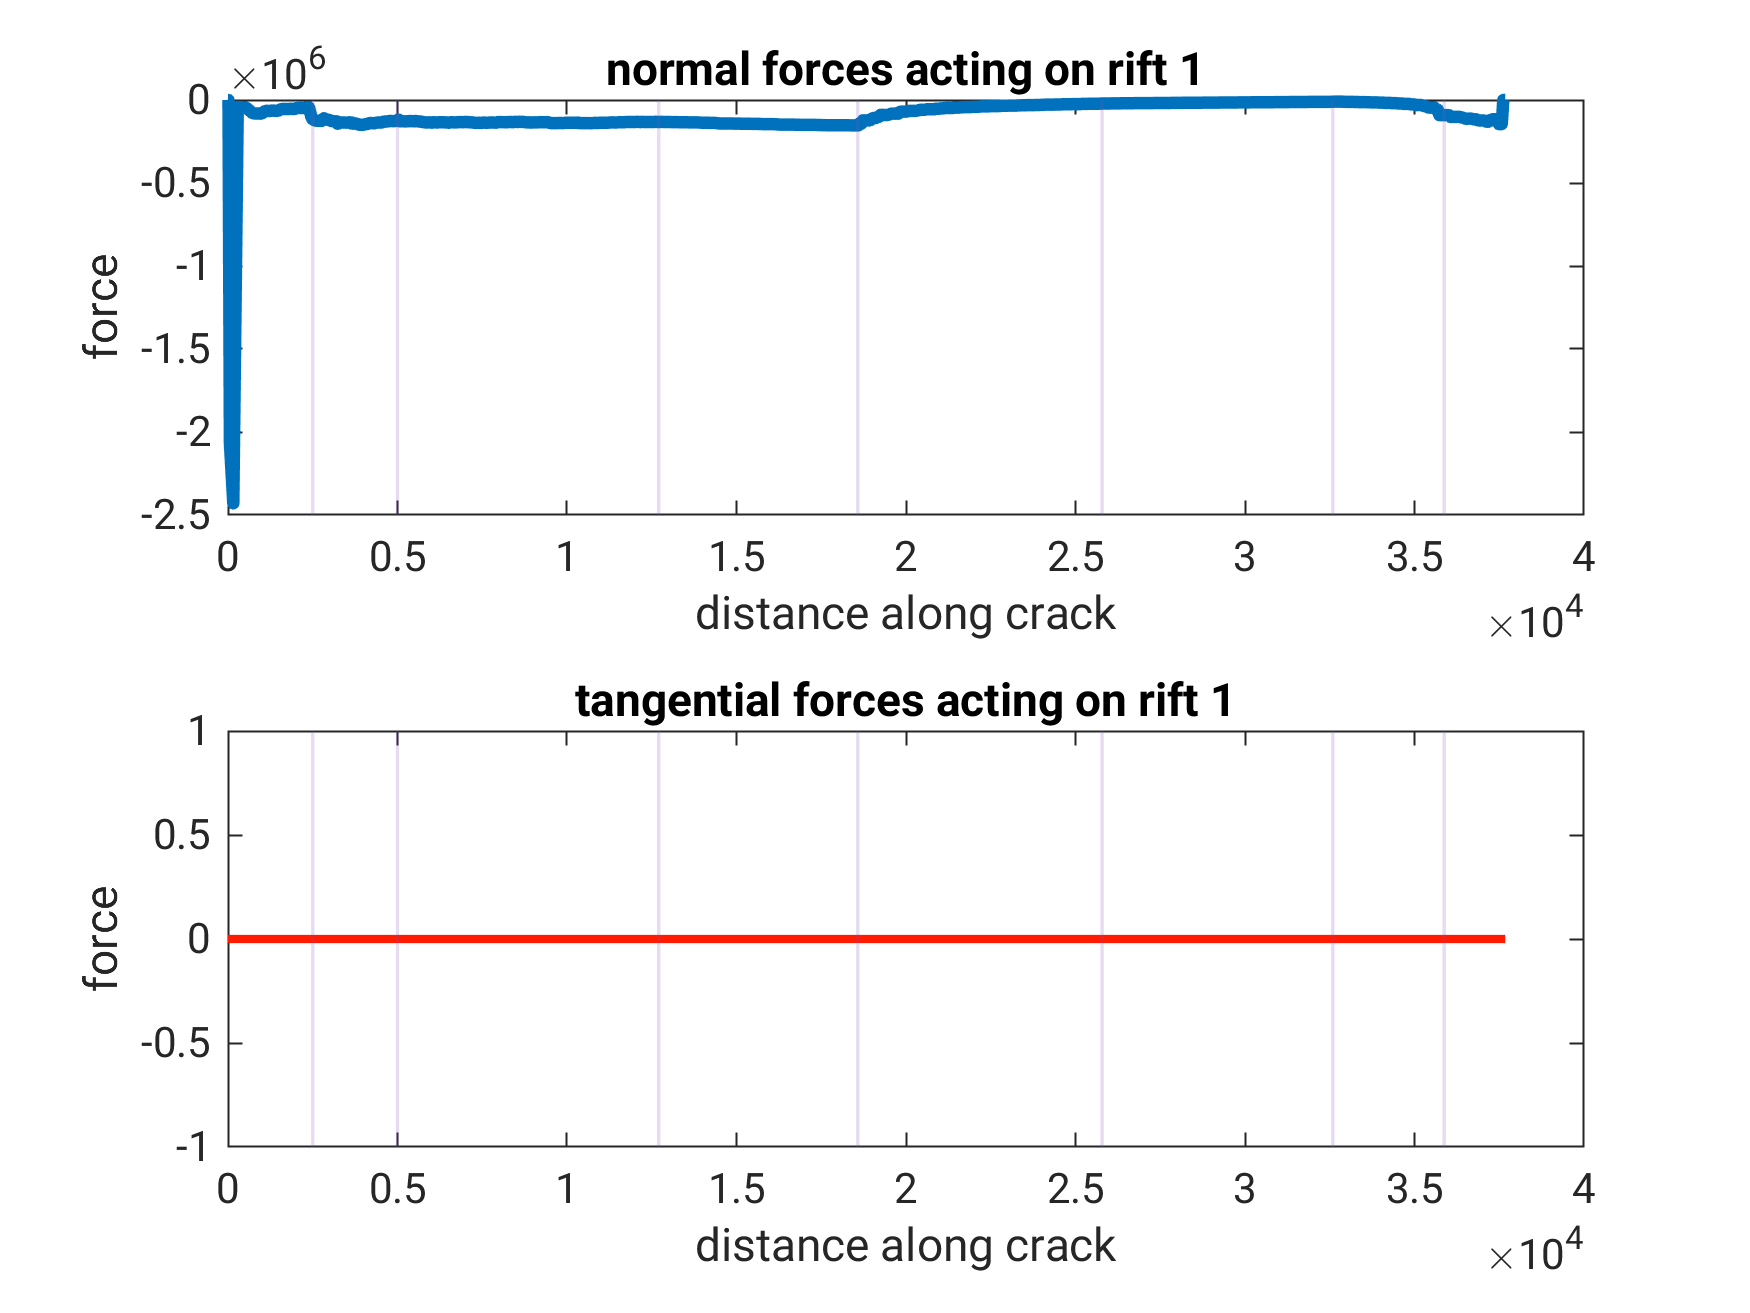 ×10⁶
normal forces acting on rift 1
0
-0.5
-1
-1.5
-2
-2.5
force
0 0.5 1 1.5 2 2.5 3 3.5 4
distance along crack
×10⁴
tangential forces acting on rift 1
1
0.5
0
-0.5
-1
force
0 0.5 1 1.5 2 2.5 3 3.5 4
distance along crack
×10⁴